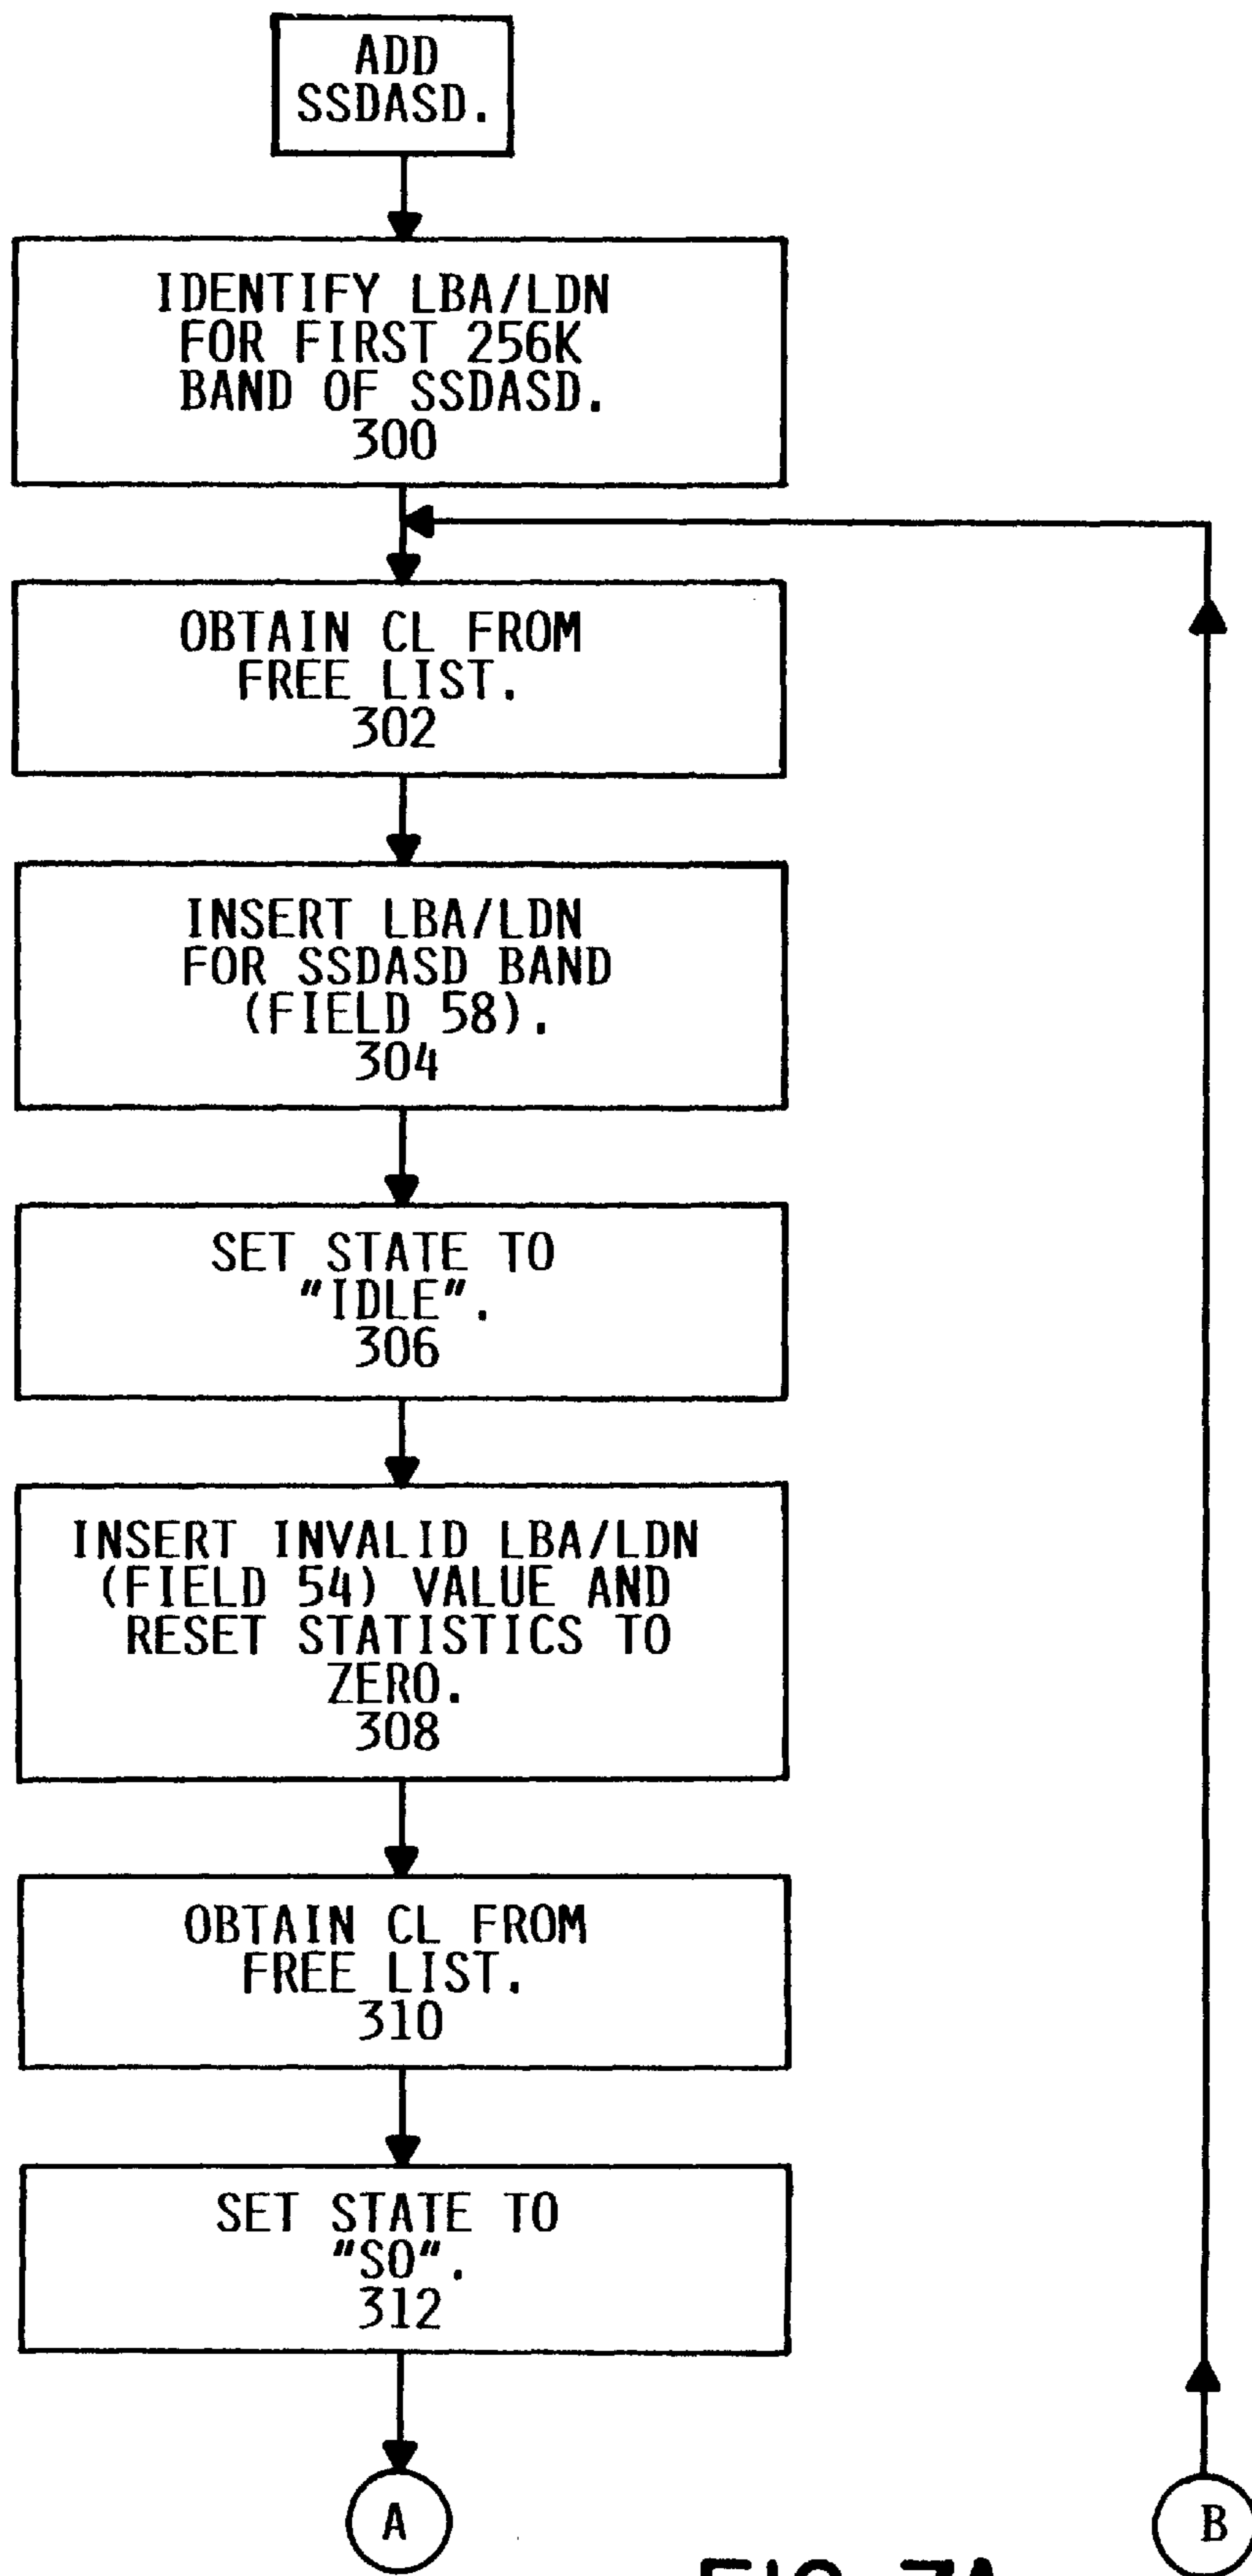 ADD
SSDASD.
IDENTIFY LBA/LDN
FOR FIRST 256K
BAND OF SSDASD.
300
OBTAIN CL FROM
FREE LIST.
302
INSERT LBA/LDN
FOR SSDASD BAND
(FIELD 58).
304
SET STATE TO
"IDLE".
306
INSERT INVALID LBA/LDN
(FIELD 54) VALUE AND
RESET STATISTICS TO
ZERO.
308
OBTAIN CL FROM
FREE LIST.
310
SET STATE TO
"SO".
312
A
B
FIG. 7A